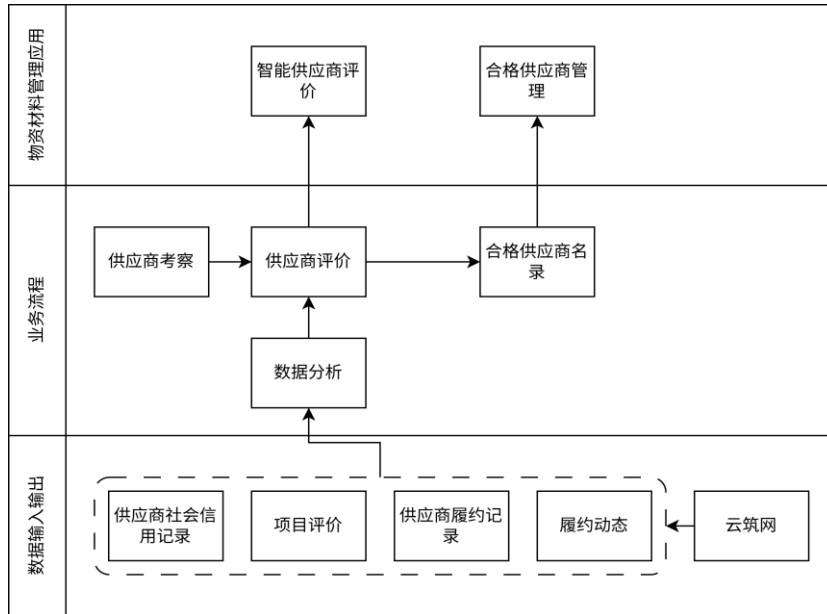 物资材料管理应用
智能供应商评
价
合格供应商管
理
业务流程
供应商考察
供应商评价
合格供应商名
录
数据分析
数据输入输出
供应商社会信
用记录
项目评价
供应商履约记
录
履约动态
云筑网